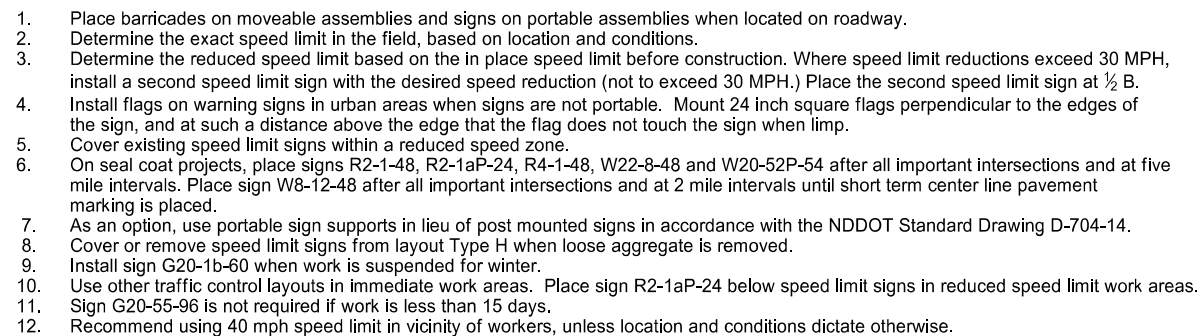 1. Place barricades on moveable assemblies and signs on portable assemblies when located on roadway.
2. Determine the exact speed limit in the field, based on location and conditions.
3. Determine the reduced speed limit based on the in place speed limit before construction. Where speed limit reductions exceed 30 MPH,
install a second speed limit sign with the desired speed reduction (not to exceed 30 MPH.) Place the second speed limit sign at ½ B.
4. Install flags on warning signs in urban areas when signs are not portable. Mount 24 inch square flags perpendicular to the edges of
the sign, and at such a distance above the edge that the flag does not touch the sign when limp.
5. Cover existing speed limit signs within a reduced speed zone.
6. On seal coat projects, place signs R2-1-48, R2-1aP-24, R4-1-48, W22-8-48 and W20-52P-54 after all important intersections and at five
mile intervals. Place sign W8-12-48 after all important intersections and at 2 mile intervals until short term center line pavement
marking is placed.
7. As an option, use portable sign supports in lieu of post mounted signs in accordance with the NDDOT Standard Drawing D-704-14.
8. Cover or remove speed limit signs from layout Type H when loose aggregate is removed.
9. Install sign G20-1b-60 when work is suspended for winter.
10. Use other traffic control layouts in immediate work areas. Place sign R2-1aP-24 below speed limit signs in reduced speed limit work areas.
11. Sign G20-55-96 is not required if work is less than 15 days.
12. Recommend using 40 mph speed limit in vicinity of workers, unless location and conditions dictate otherwise.